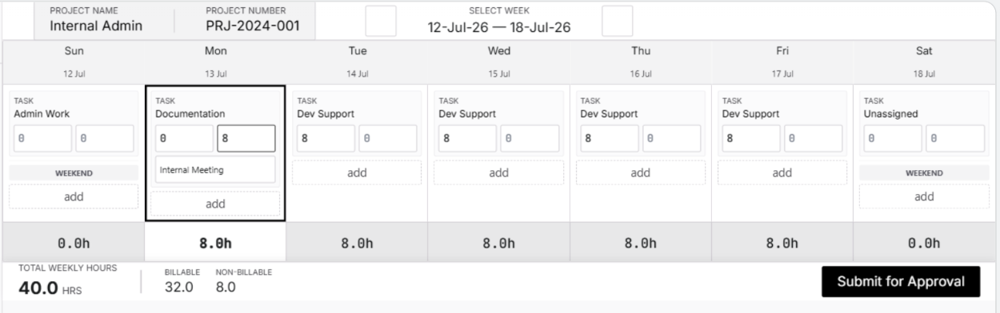 PROJECT NAME PROJECT NUMBER SELECT WEEK
Internal Admin PRJ-2024-001 12-Jul-26 — 18-Jul-26
Sun Mon Tue Wed Thu Fri Sat
12 Jul 13 Jul 14 Jul 15 Jul 16 Jul 17 Jul 18 Jul
TASK TASK TASK TASK TASK TASK TASK
Admin Work Documentation Dev Support Dev Support Dev Support Dev Support Unassigned
0 0 0 8 8 0 8 0 8 0 8 0 0 0
WEEKEND Internal Meeting add add add add WEEKEND
add add add
0.0h 8.0h 8.0h 8.0h 8.0h 8.0h 0.0h
TOTAL WEEKLY HOURS BILLABLE NON-BILLABLE
40.0 HRS 32.0 8.0 Submit for Approval